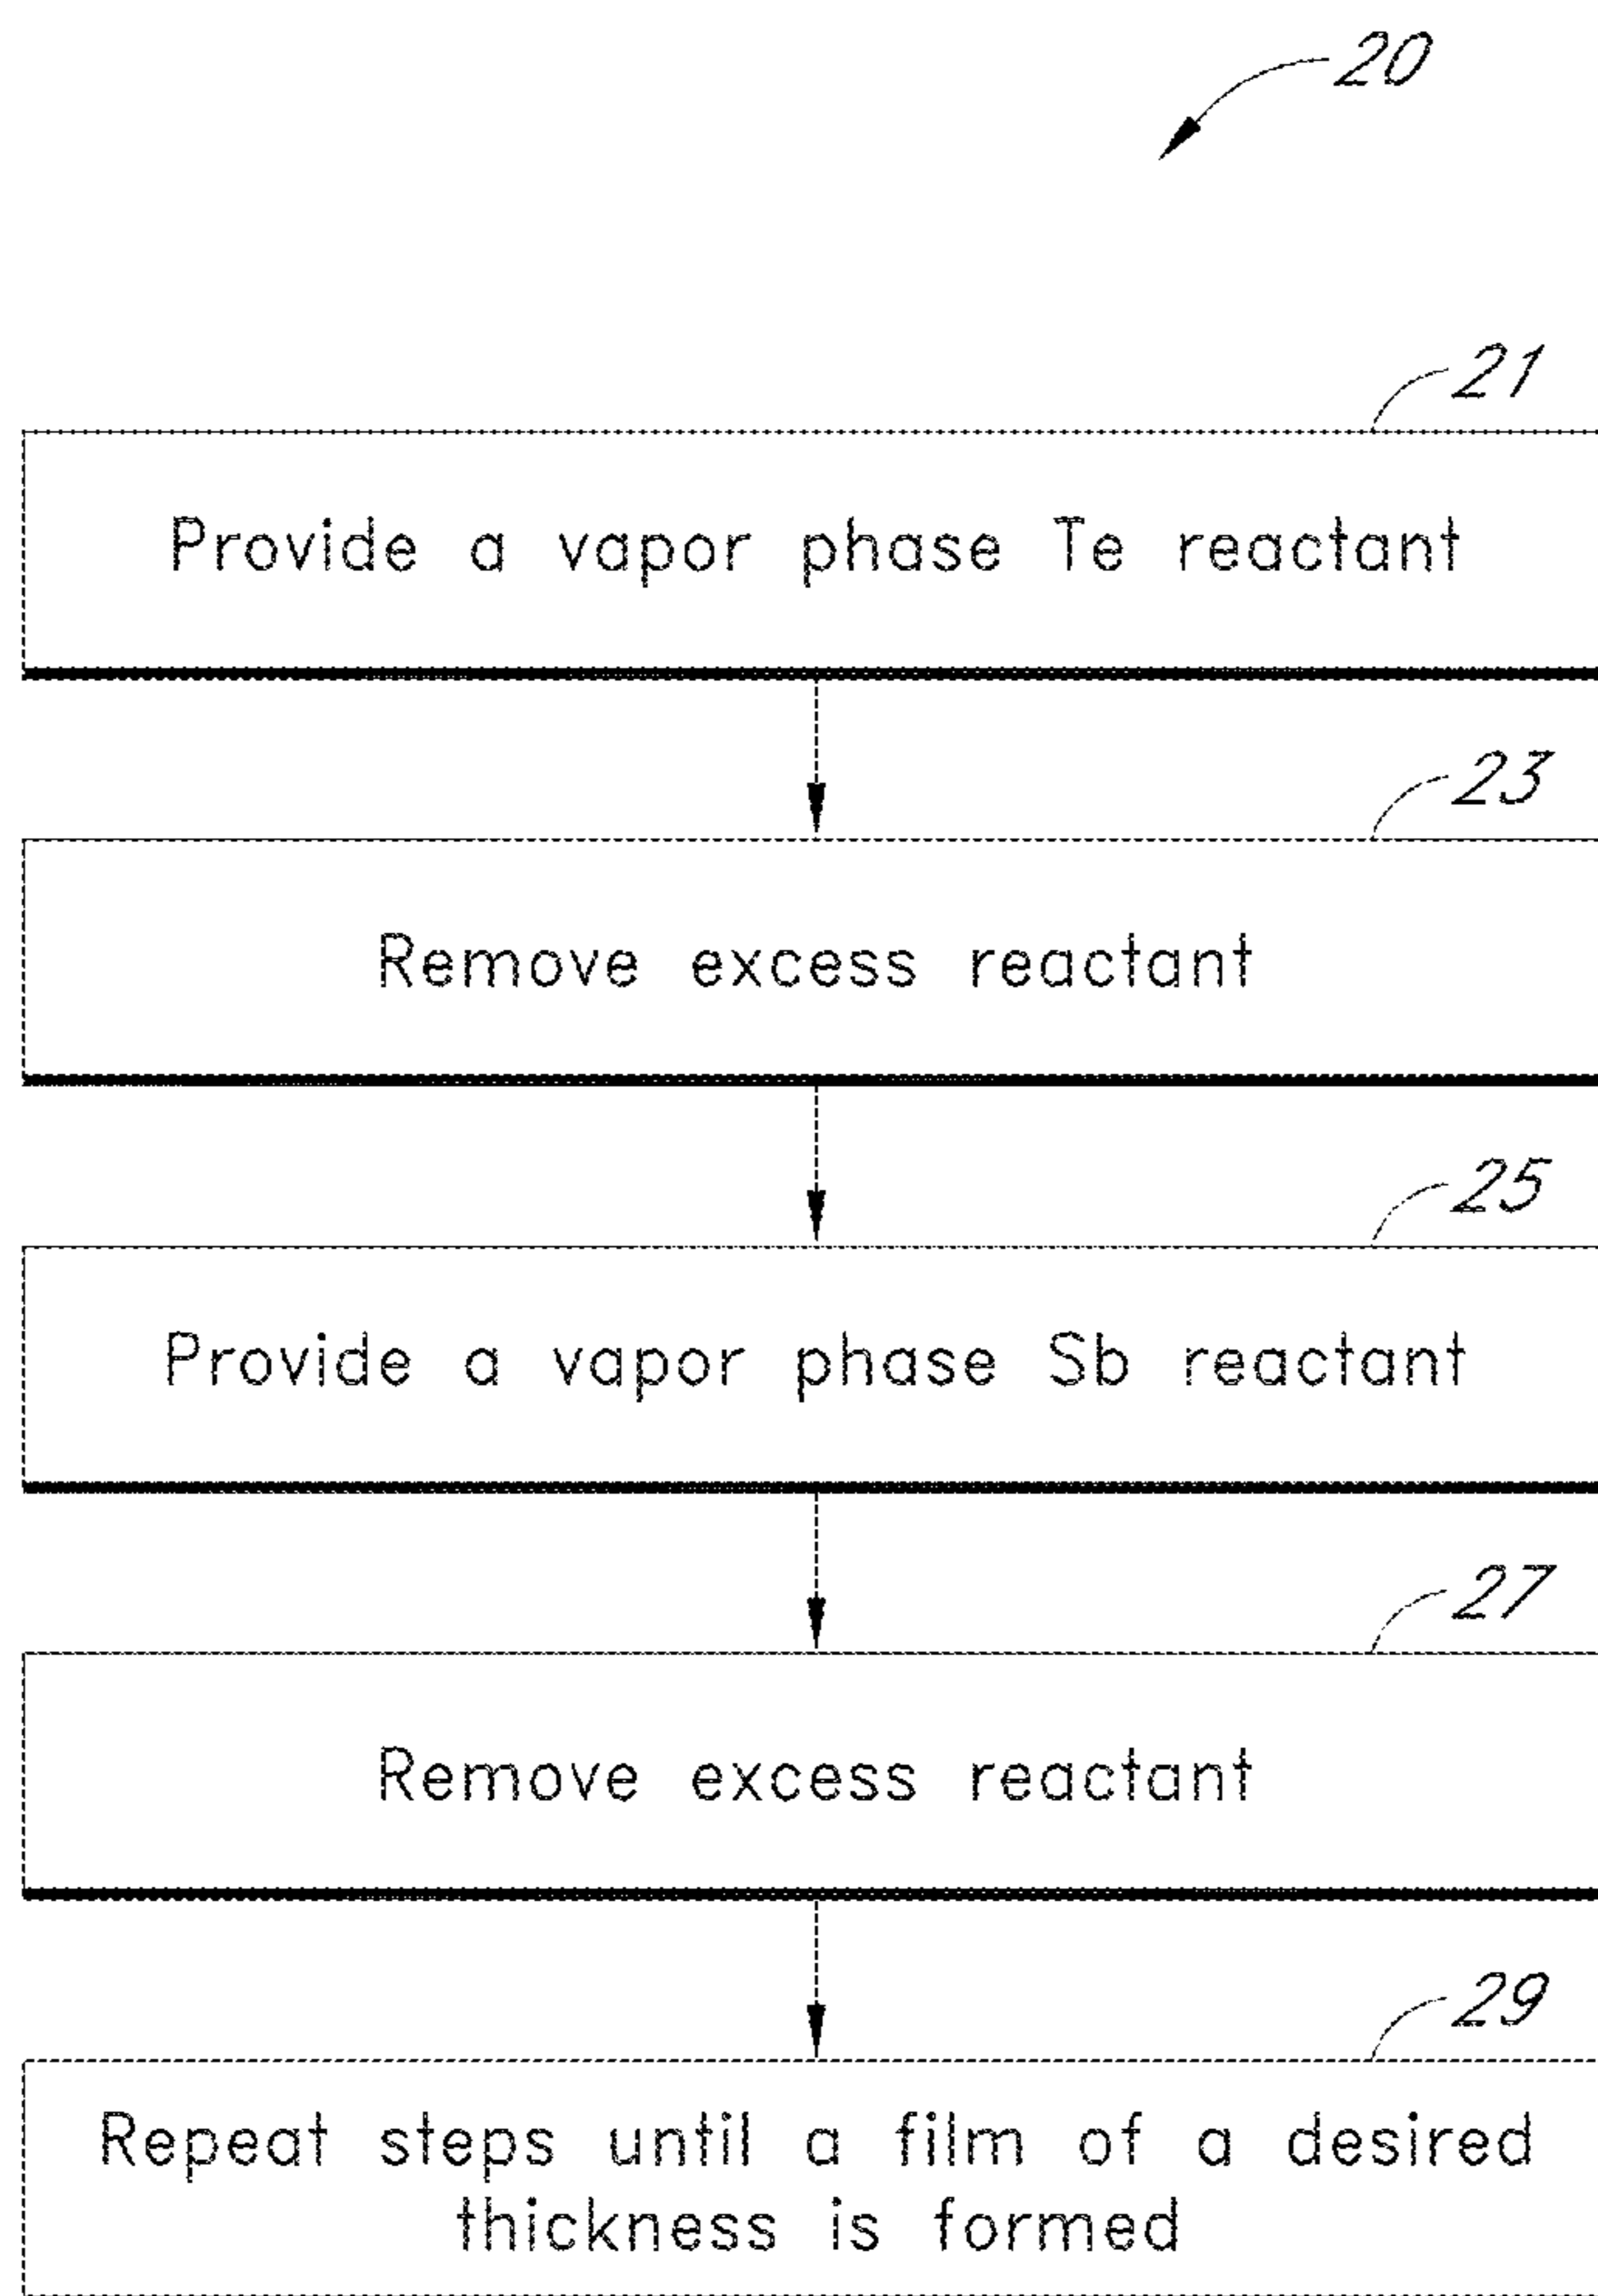 20
21
Provide a vapor phase Te reactant
23
Remove excess reactant
25
Provide a vapor phase Sb reactant
27
Remove excess reactant
29
Repeat steps until a film of a desired
thickness is formed